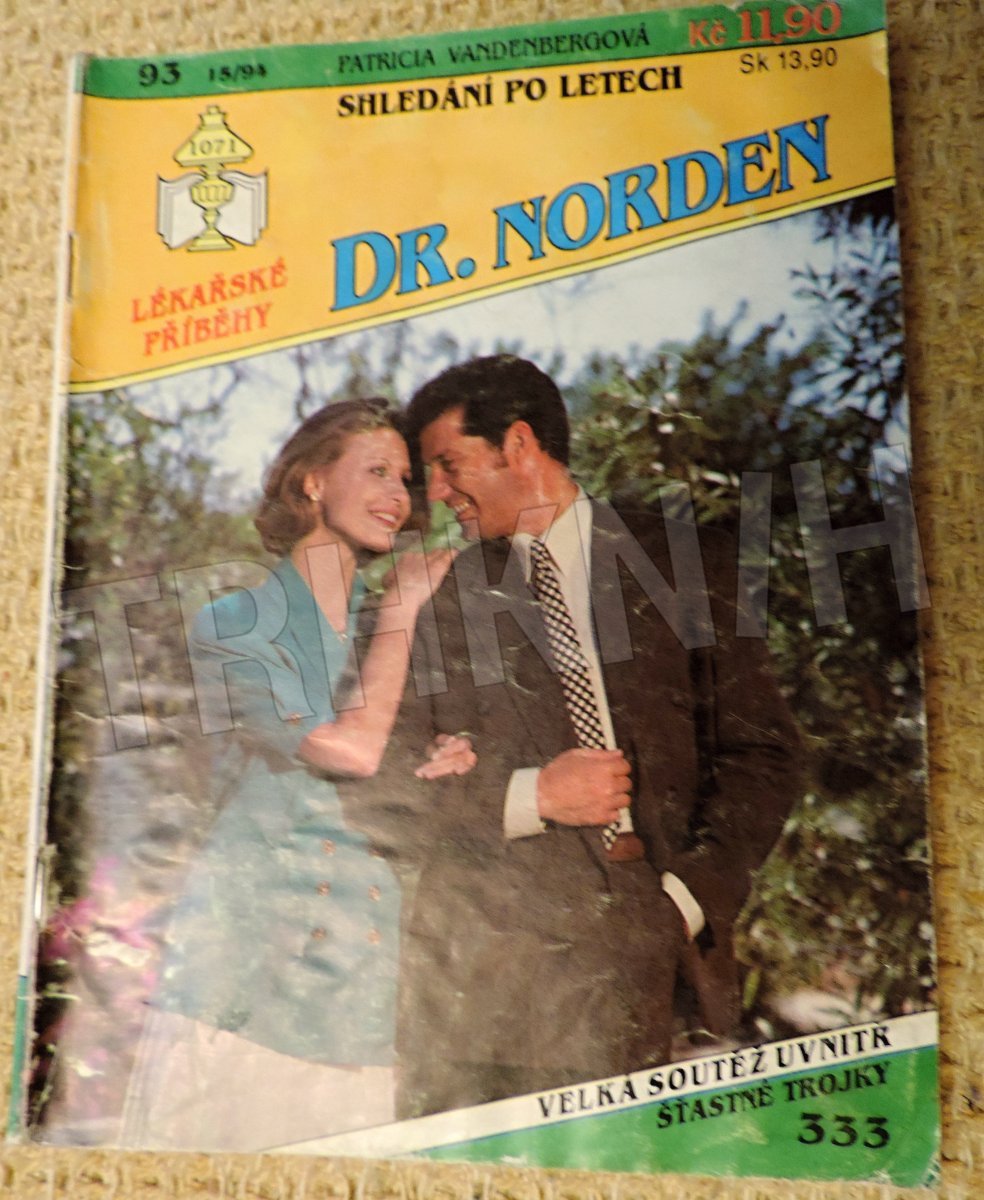 93 15/94 PATRICIA VANDENBERGOVÁ Kč 11,90
SHLEDÁNÍ PO LETECH Sk 13,90
1071
DR. NORDEN
LÉKAŘSKÉ
PŘÍBĚHY
TRHKNIH
VELKÁ SOUTĚŽ UVNITŘ
ŠŤASTNÉ TROJKY
333